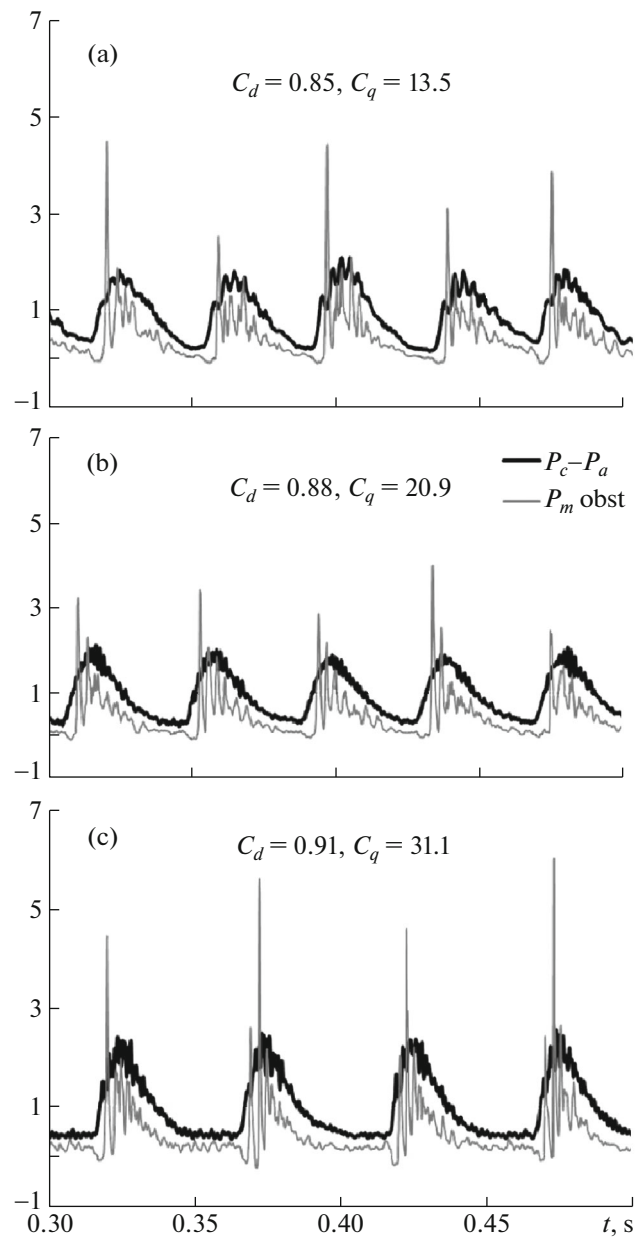 7
(a)
C_d = 0.85, C_q = 13.5
5
3
1
–1
7
(b)
P_c–P_a
C_d = 0.88, C_q = 20.9
P_m obst
5
3
1
–1
7
(c)
C_d = 0.91, C_q = 31.1
5
3
1
–1
0.30 0.35 0.40 0.45 t, s